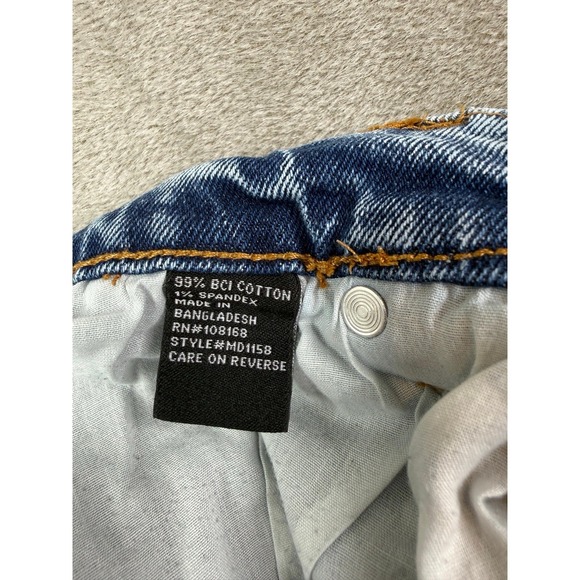 99% BCI COTTON
1% SPANDEX
MADE IN
BANGLADESH
RN#108168
STYLE#MD1158
CARE ON REVERSE